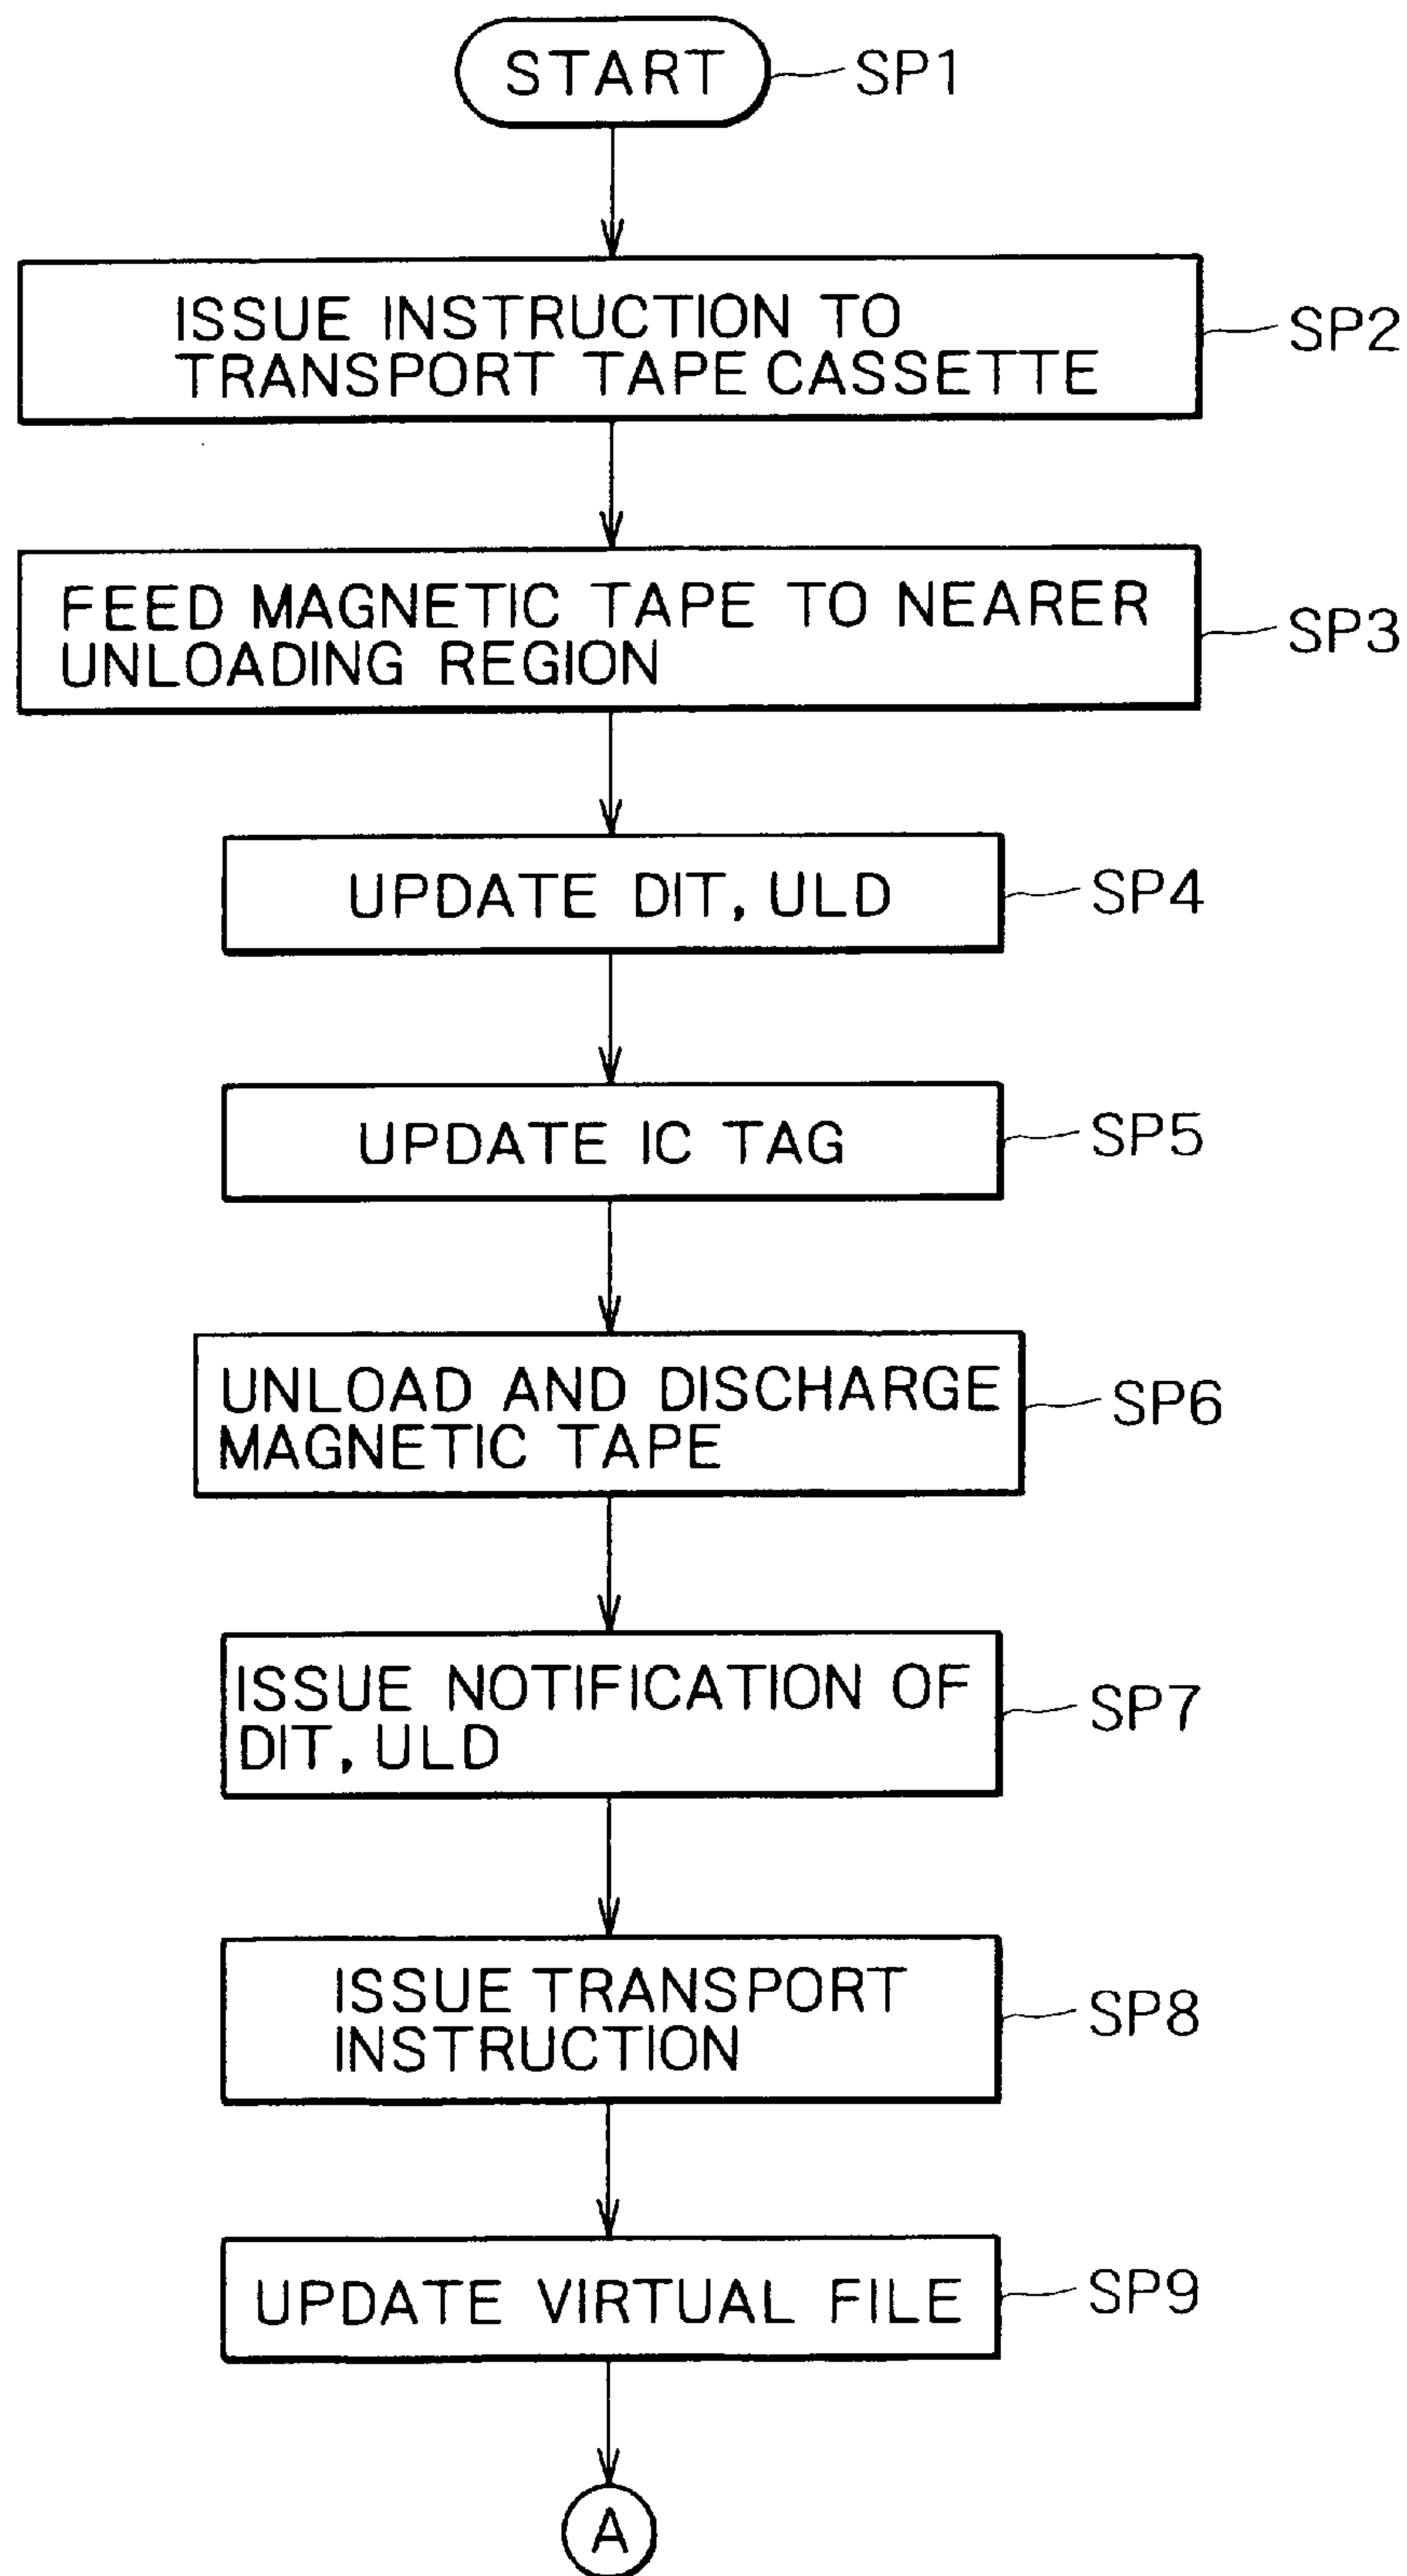 START
SP1
ISSUE INSTRUCTION TO
TRANSPORT TAPE CASSETTE
SP2
FEED MAGNETIC TAPE TO NEARER
UNLOADING REGION
SP3
UPDATE DIT, ULD
SP4
UPDATE IC TAG
SP5
UNLOAD AND DISCHARGE
MAGNETIC TAPE
SP6
ISSUE NOTIFICATION OF
DIT, ULD
SP7
ISSUE TRANSPORT
INSTRUCTION
SP8
UPDATE VIRTUAL FILE
SP9
A